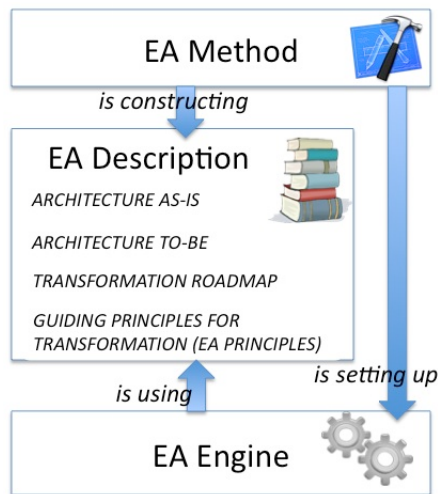 EA Method
is constructing
EA Description
ARCHITECTURE AS-IS
ARCHITECTURE TO-BE
TRANSFORMATION ROADMAP
GUIDING PRINCIPLES FOR
TRANSFORMATION (EA PRINCIPLES)
is setting up
is using
EA Engine